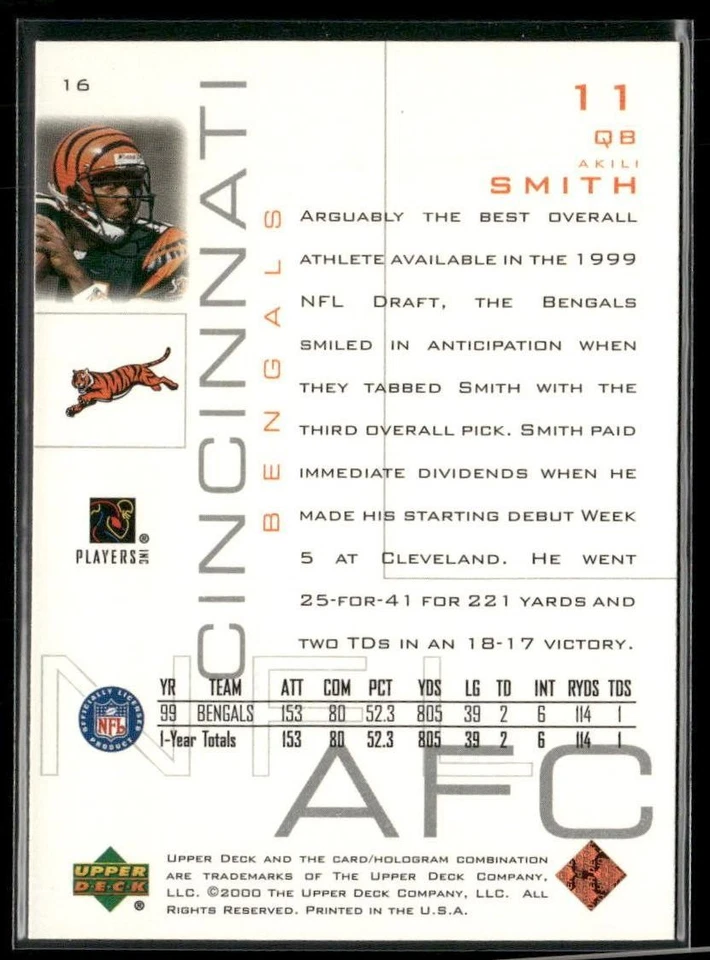 16
11
QB
AKILI
SMITH
CINCINNATI
BENGALS
ARGUABLY THE BEST OVERALL
ATHLETE AVAILABLE IN THE 1999
NFL DRAFT, THE BENGALS
SMILED IN ANTICIPATION WHEN
THEY TABBED SMITH WITH THE
THIRD OVERALL PICK. SMITH PAID
IMMEDIATE DIVIDENDS WHEN HE
MADE HIS STARTING DEBUT WEEK
5 AT CLEVELAND. HE WENT
25-FOR-41 FOR 221 YARDS AND
TWO TDS IN AN 18-17 VICTORY.
PLAYERS INC ®
NFL
YR TEAM ATT COM PCT YDS LG TD INT RYDS TDS
99 BENGALS 153 80 52.3 805 39 2 6 114 1
1-Year Totals 153 80 52.3 805 39 2 6 114 1
OFFICIALLY LICENSED
NFL
PRODUCT
AFC
UPPER
DECK
®
UPPER DECK AND THE CARD/HOLOGRAM COMBINATION
ARE TRADEMARKS OF THE UPPER DECK COMPANY,
LLC. ©2000 THE UPPER DECK COMPANY, LLC. ALL
RIGHTS RESERVED. PRINTED IN THE U.S.A.